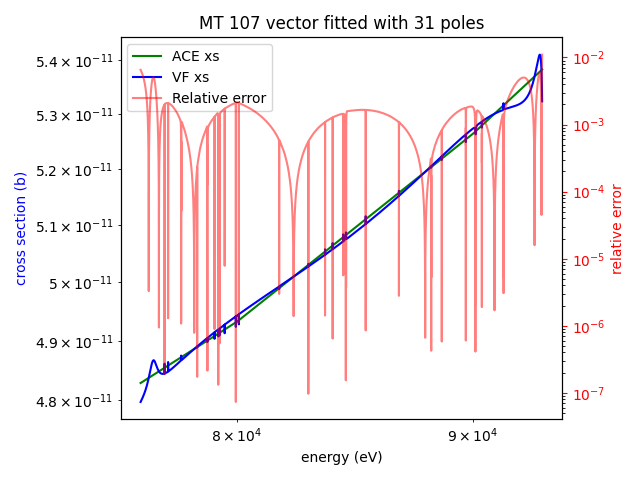 MT 107 vector fitted with 31 poles
ACE xs
VF xs
Relative error
5.4 × 10⁻¹¹
5.3 × 10⁻¹¹
5.2 × 10⁻¹¹
5.1 × 10⁻¹¹
5 × 10⁻¹¹
4.9 × 10⁻¹¹
4.8 × 10⁻¹¹
cross section (b)
10⁻²
10⁻³
10⁻⁴
10⁻⁵
10⁻⁶
10⁻⁷
relative error
8 × 10⁴
9 × 10⁴
energy (eV)